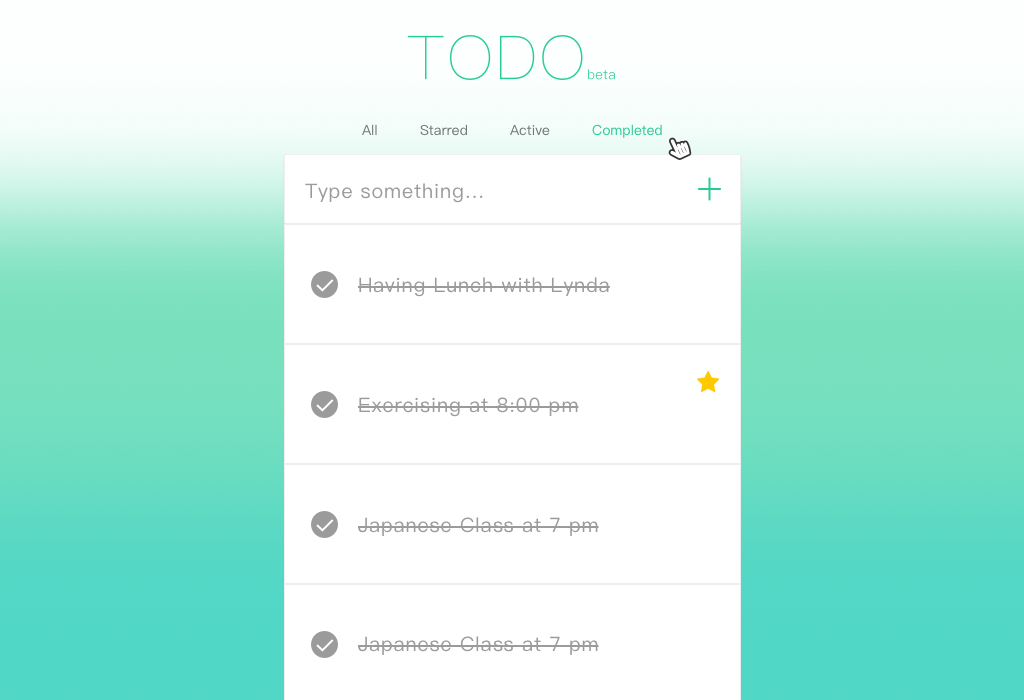 TODO beta
All Starred Active Completed
Type something...
Having Lunch with Lynda
Exercising at 8:00 pm
Japanese Class at 7 pm
Japanese Class at 7 pm